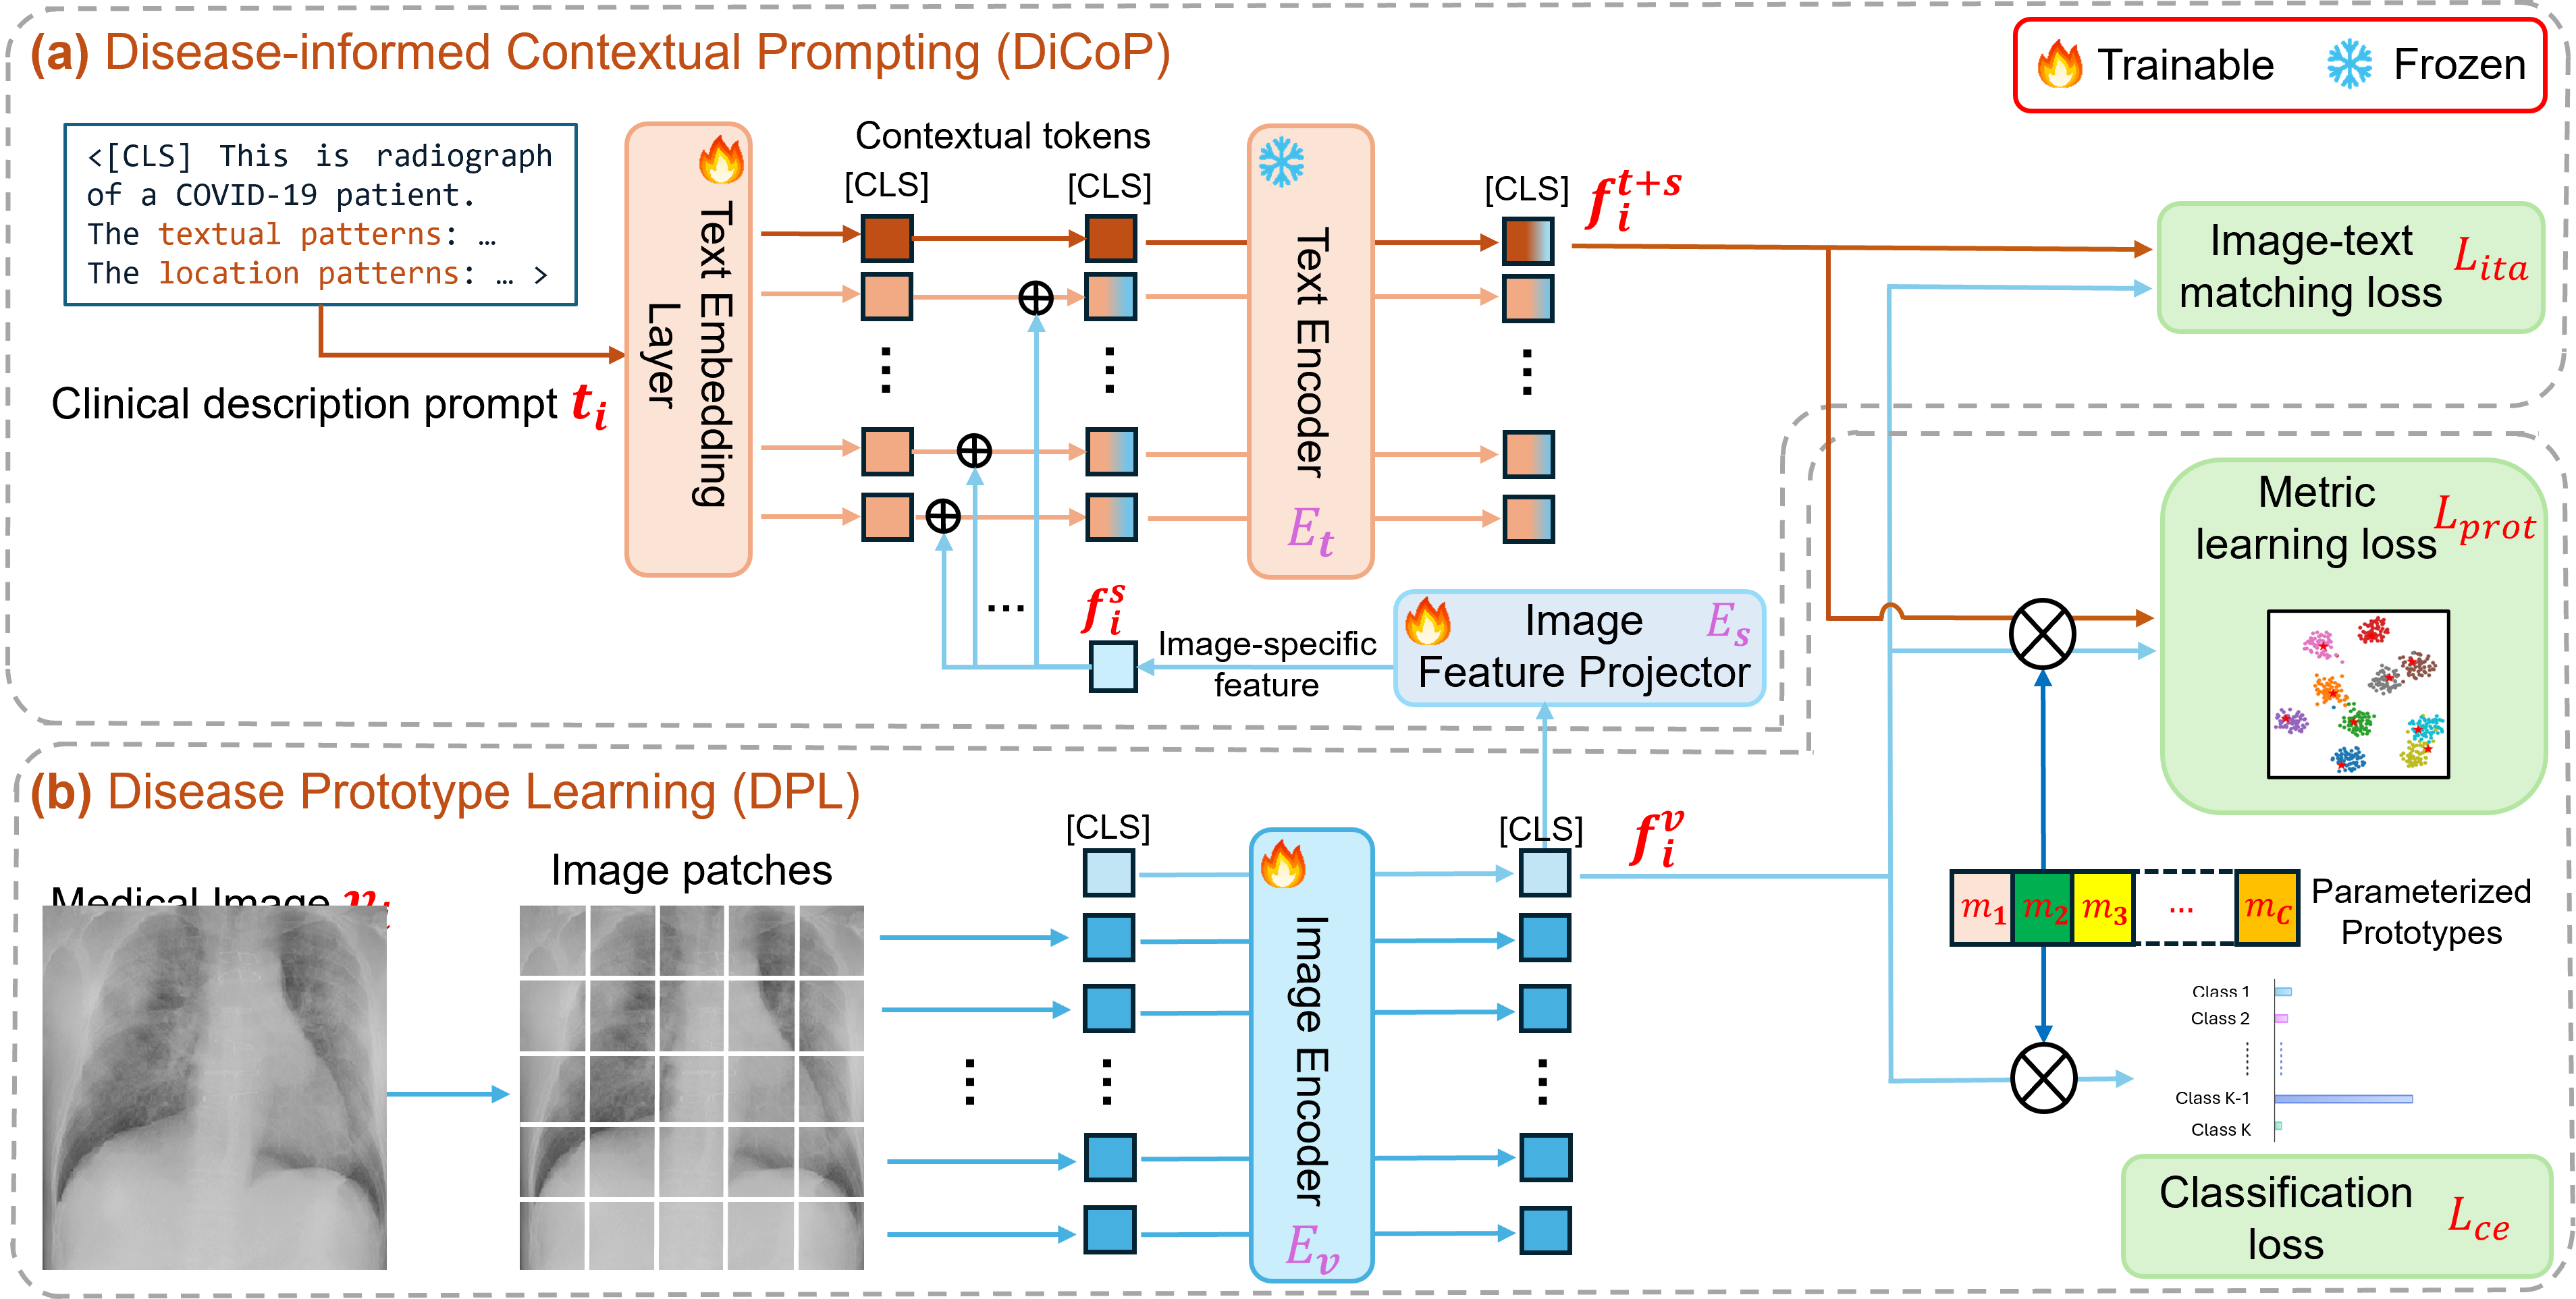 (a) Disease-informed Contextual Prompting (DiCoP)
Trainable
Frozen
<[CLS] This is radiograph
of a COVID-19 patient.
The textual patterns: …
The location patterns: … >
Clinical description prompt t_i
Text Embedding
Layer
Contextual tokens
[CLS]
[CLS]
Text Encoder
E_t
[CLS]
f_i^{t+s}
Image-text
matching loss
L_{ita}
...
f_i^s
Image-specific
feature
Image
Feature Projector
E_s
Metric
learning loss
L_{prot}
(b) Disease Prototype Learning (DPL)
Medical Image v_i
Image patches
[CLS]
Image Encoder
E_v
[CLS]
f_i^v
m_1 m_2 m_3 ... m_C
Parameterized
Prototypes
Class 1
Class 2
Class K-1
Class K
Classification
loss
L_{ce}